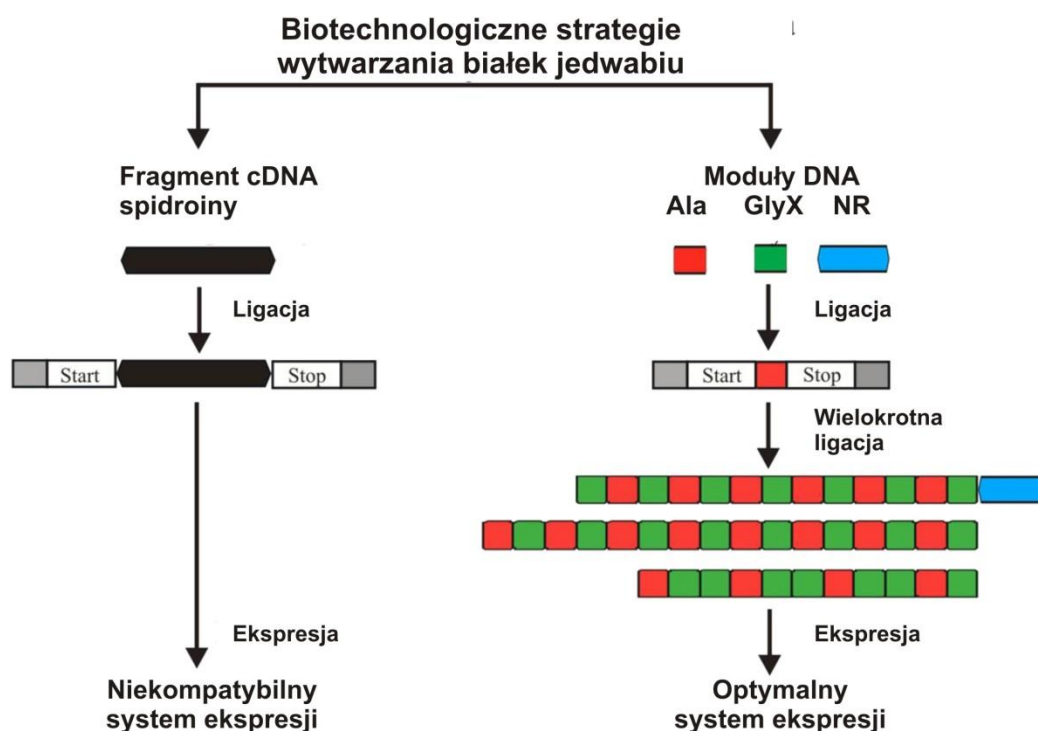 Biotechnologiczne strategie
wytwarzania białek jedwabiu
Fragment cDNA
spidroiny
Ligacja
Start
Stop
Ekspresja
Niekompatybilny
system ekspresji
Moduły DNA
Ala GlyX NR
Ligacja
Start
Stop
Wielokrotna
ligacja
Ekspresja
Optymalny
system ekspresji